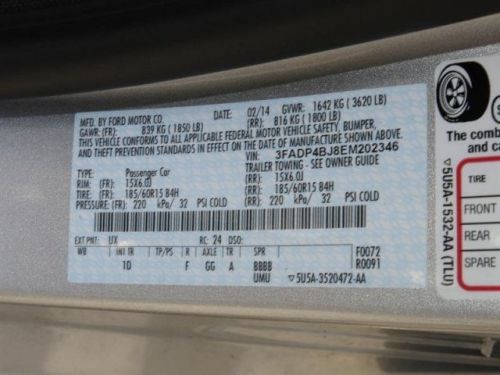 MFD. BY FORD MOTOR CO.
DATE: 02/14 GVWR: 1642 KG (3620 LB)
GAWR: (FR): 839 KG (1850 LB) (RR): 816 KG (1800 LB)
THIS VEHICLE CONFORMS TO ALL APPLICABLE FEDERAL MOTOR VEHICLE SAFETY, BUMPER,
AND THEFT PREVENTION STANDARDS IN EFFECT ON THE DATE OF MANUFACTURE
SHOWN ABOVE.
VIN: 3FADP4BJ8EM202346
TYPE: Passenger Car
TRAILER TOWING - SEE OWNER GUIDE
RIM: (FR): 15X6.0J (RR): 15X6.0J
TIRE: (FR): 185/60R15 84H (RR): 185/60R15 84H
PRESSURE: (FR): 220 kPa/ 32 PSI COLD (RR): 220 kPa/ 32 PSI COLD
EXT PNT: UX RC: 24 DSO:
WB INT TR TP/PS R AXLE TR SPR
F0072
1D F GG A BBBB
R0091
UMU
5U5A-3520472-AA
5U5A-1532-AA (TLU)
The com
FRONT
REAR
SPARE